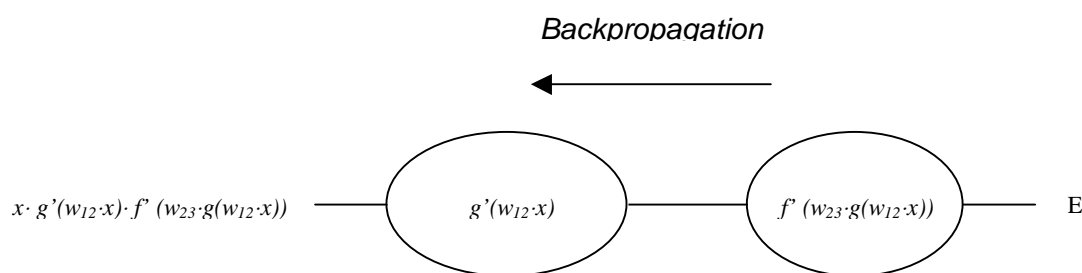 Backpropagation
x· g’(w₁₂·x)· f’ (w₂₃·g(w₁₂·x)) g’(w₁₂·x) f’ (w₂₃·g(w₁₂·x)) E